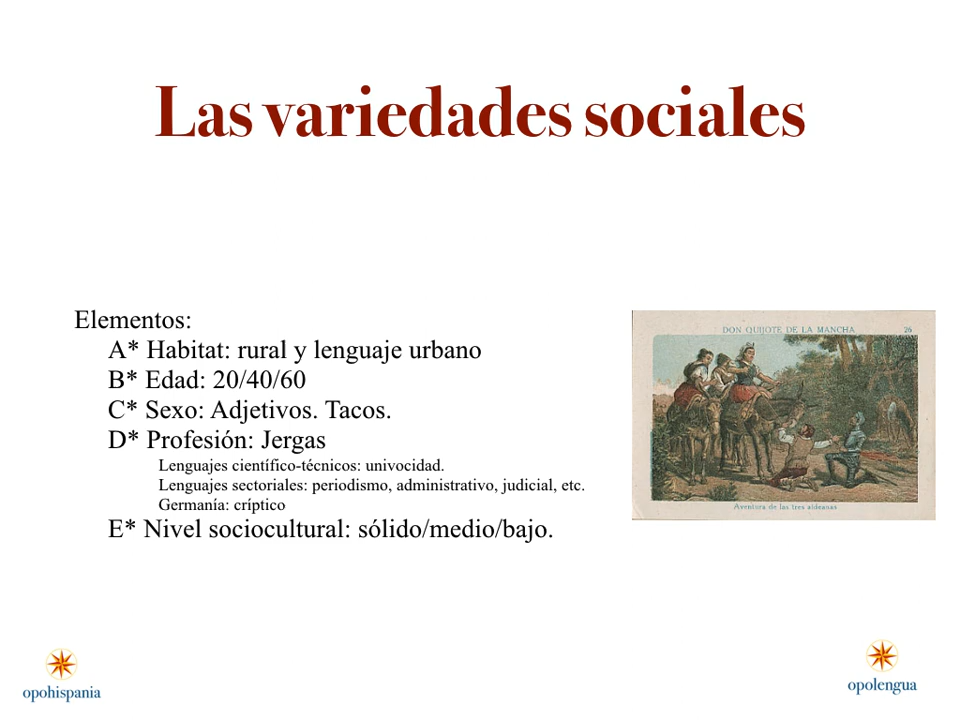 Las variedades sociales
Elementos:
A* Habitat: rural y lenguaje urbano
B* Edad: 20/40/60
C* Sexo: Adjetivos. Tacos.
D* Profesión: Jergas
Lenguajes científico-técnicos: univocidad.
Lenguajes sectoriales: periodismo, administrativo, judicial, etc.
Germanía: críptico
E* Nivel sociocultural: sólido/medio/bajo.
DON QUIJOTE DE LA MANCHA 26
Aventura de las tres aldeanas
opohispania
opolengua